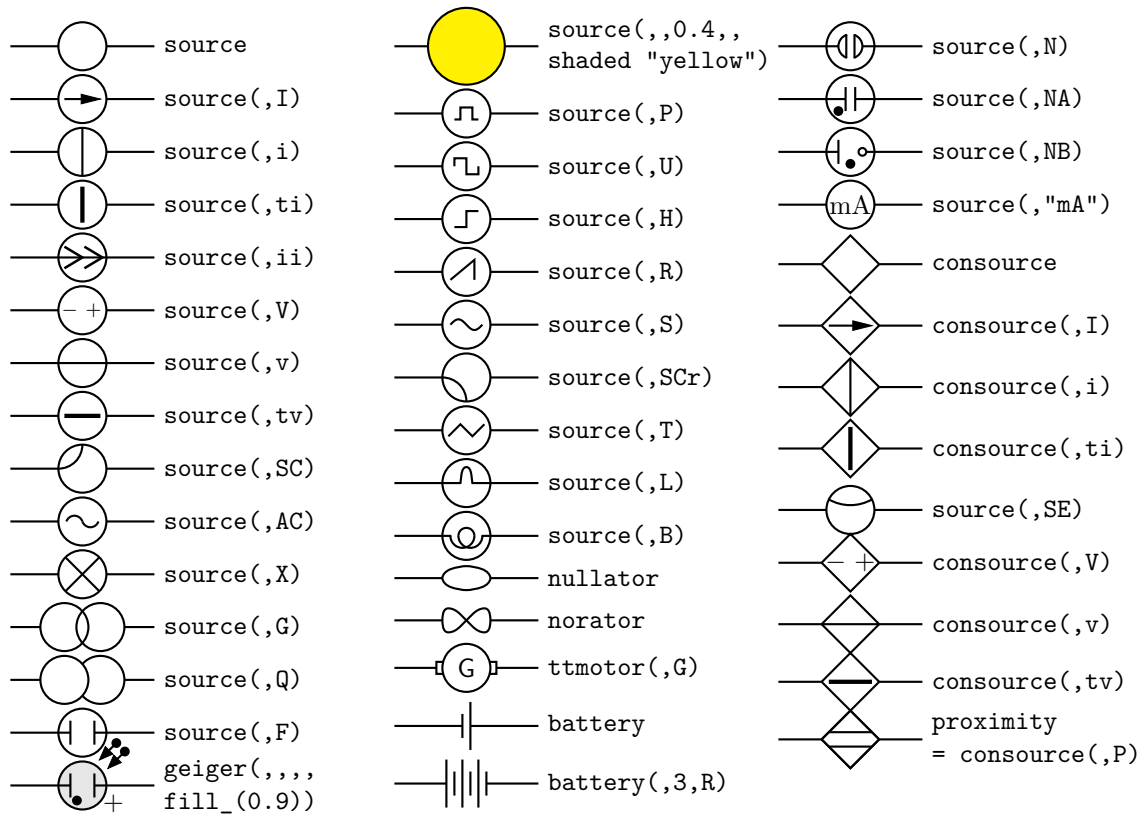 source
source(,I)
source(,i)
source(,ti)
source(,ii)
− +
source(,V)
source(,v)
source(,tv)
source(,SC)
source(,AC)
source(,X)
source(,G)
source(,Q)
source(,F)
geiger(,,,,
fill_(0.9))
+
source(,,0.4,,
shaded "yellow")
source(,P)
source(,U)
source(,H)
source(,R)
source(,S)
source(,SCr)
source(,T)
source(,L)
source(,B)
nullator
norator
G
ttmotor(,G)
battery
battery(,3,R)
source(,N)
source(,NA)
source(,NB)
mA
source(,"mA")
consource
consource(,I)
consource(,i)
consource(,ti)
source(,SE)
− +
consource(,V)
consource(,v)
consource(,tv)
proximity
= consource(,P)